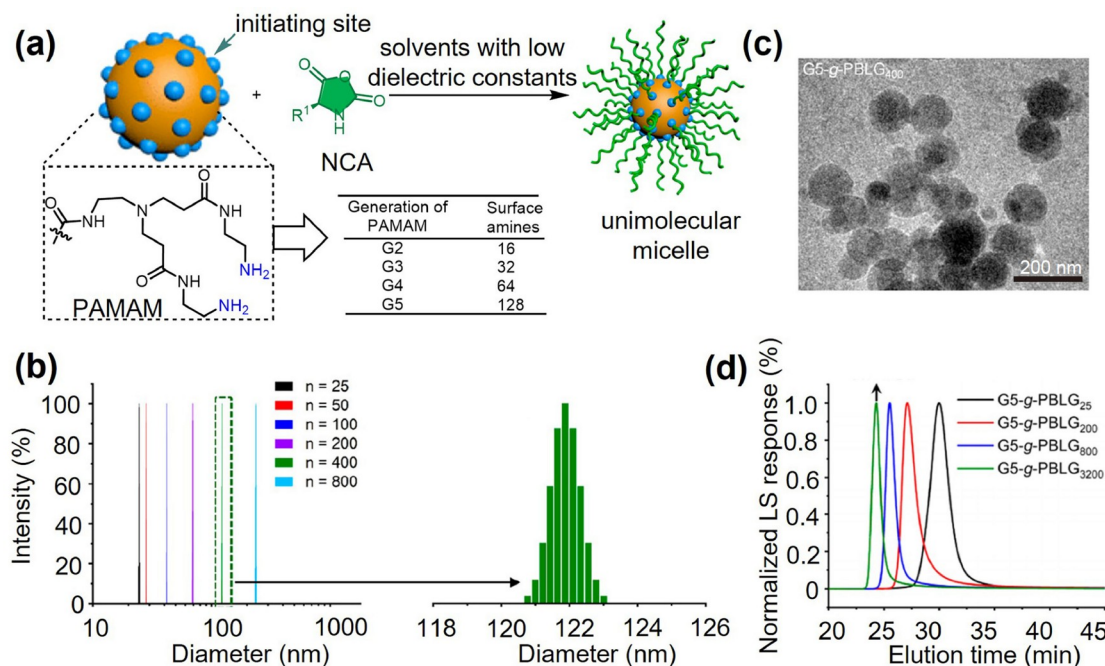 (a)
initiating site
+
O
O
O
R1
N
H
NCA
solvents with low
dielectric constants
unimolecular
micelle
O
N
H
N
O
N
H
NH2
O
NH
NH2
PAMAM
Generation of PAMAM Surface amines
G2 16
G3 32
G4 64
G5 128
(b)
Intensity (%)
100
80
60
40
20
0
n = 25
n = 50
n = 100
n = 200
n = 400
n = 800
10 100 1000
Diameter (nm)
118 120 122 124 126
Diameter (nm)
(c)
G5-g-PBLG400
200 nm
(d)
Normalized LS response (%)
1.0
0.8
0.6
0.4
0.2
0
G5-g-PBLG25
G5-g-PBLG200
G5-g-PBLG800
G5-g-PBLG3200
20 25 30 35 40 45
Elution time (min)